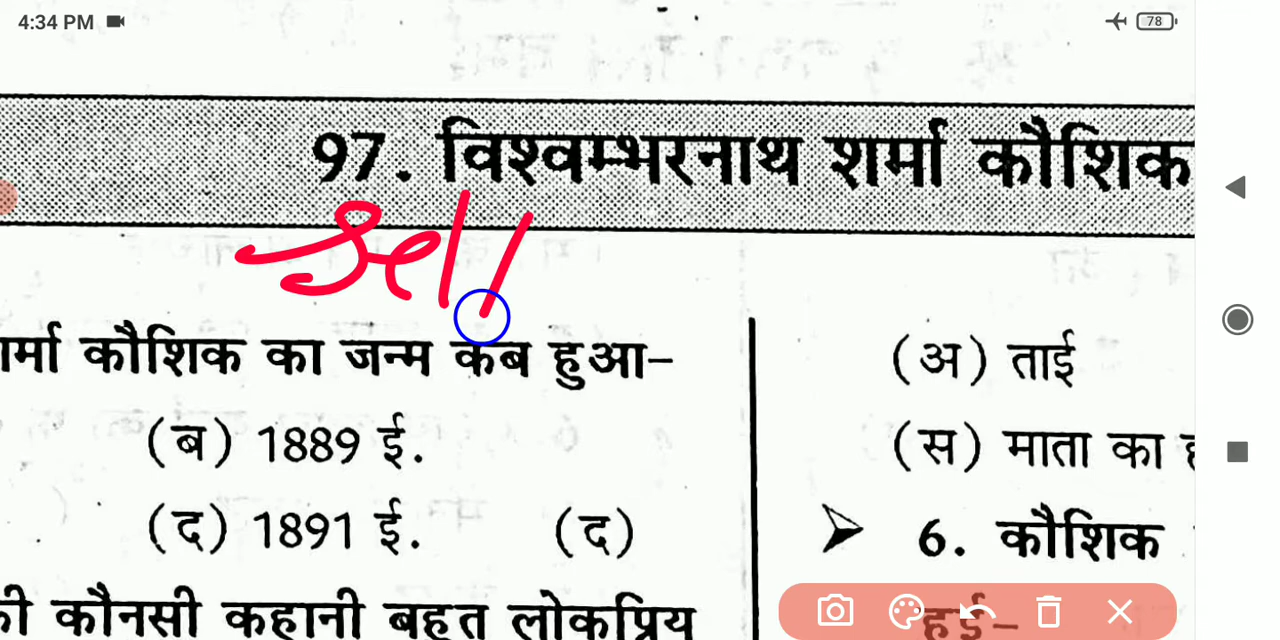 4:34 PM
78
97. विश्वम्भरनाथ शर्मा कौशिक
र्मा कौशिक का जन्म कब हुआ–
(ब) 1889 ई.
(द) 1891 ई. (द)
कौनसी कहानी बहुत लोकप्रिय
(अ) ताई
(स) माता का
6. कौशिक
हुई–